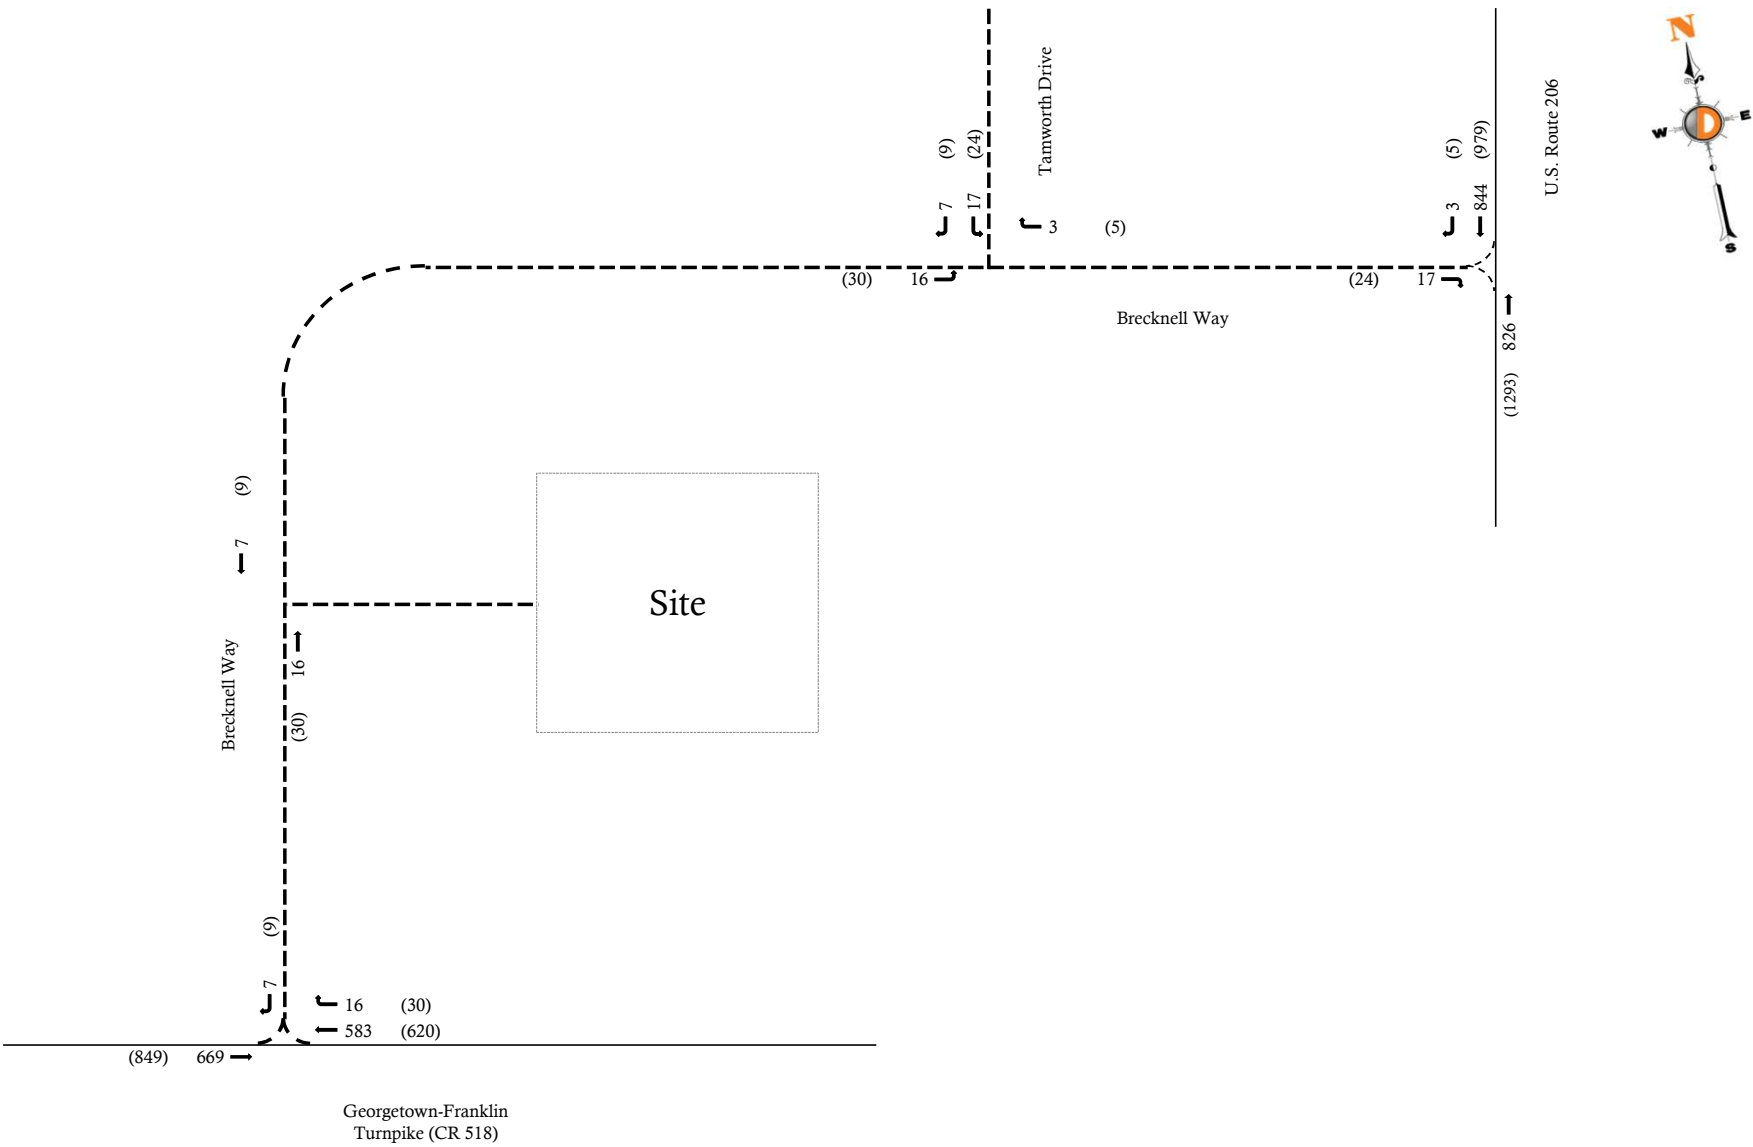 N
W
E
S
D
Tamworth Drive
U.S. Route 206
(9)
(24)
7
17
3 (5)
(5)
(979)
3
844
(30) 16
(24) 17
Brecknell Way
826
(1293)
(9)
7
Site
16
(30)
Brecknell Way
(9)
7
16 (30)
583 (620)
(849) 669
Georgetown-Franklin
Turnpike (CR 518)